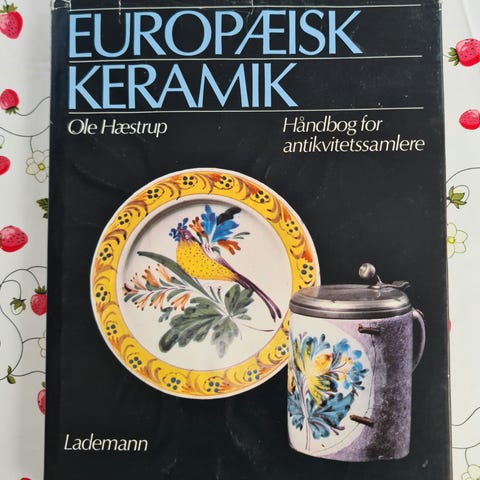 EUROPÆISK
KERAMIK
Ole Hæstrup
Håndbog for
antikvitetssamlere
Lademann